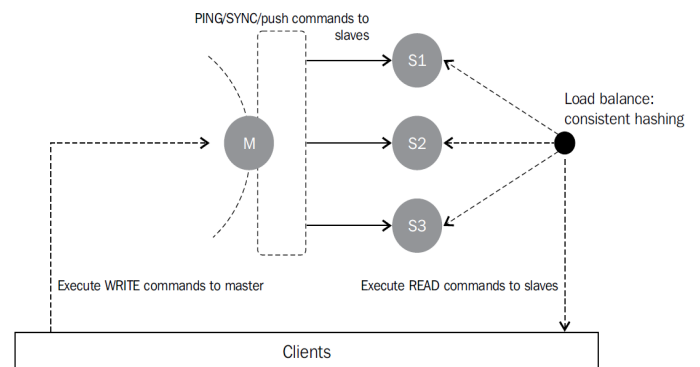 PING/SYNC/push commands to
slaves
S1
Load balance:
consistent hashing
M
S2
S3
Execute WRITE commands to master
Execute READ commands to slaves
Clients